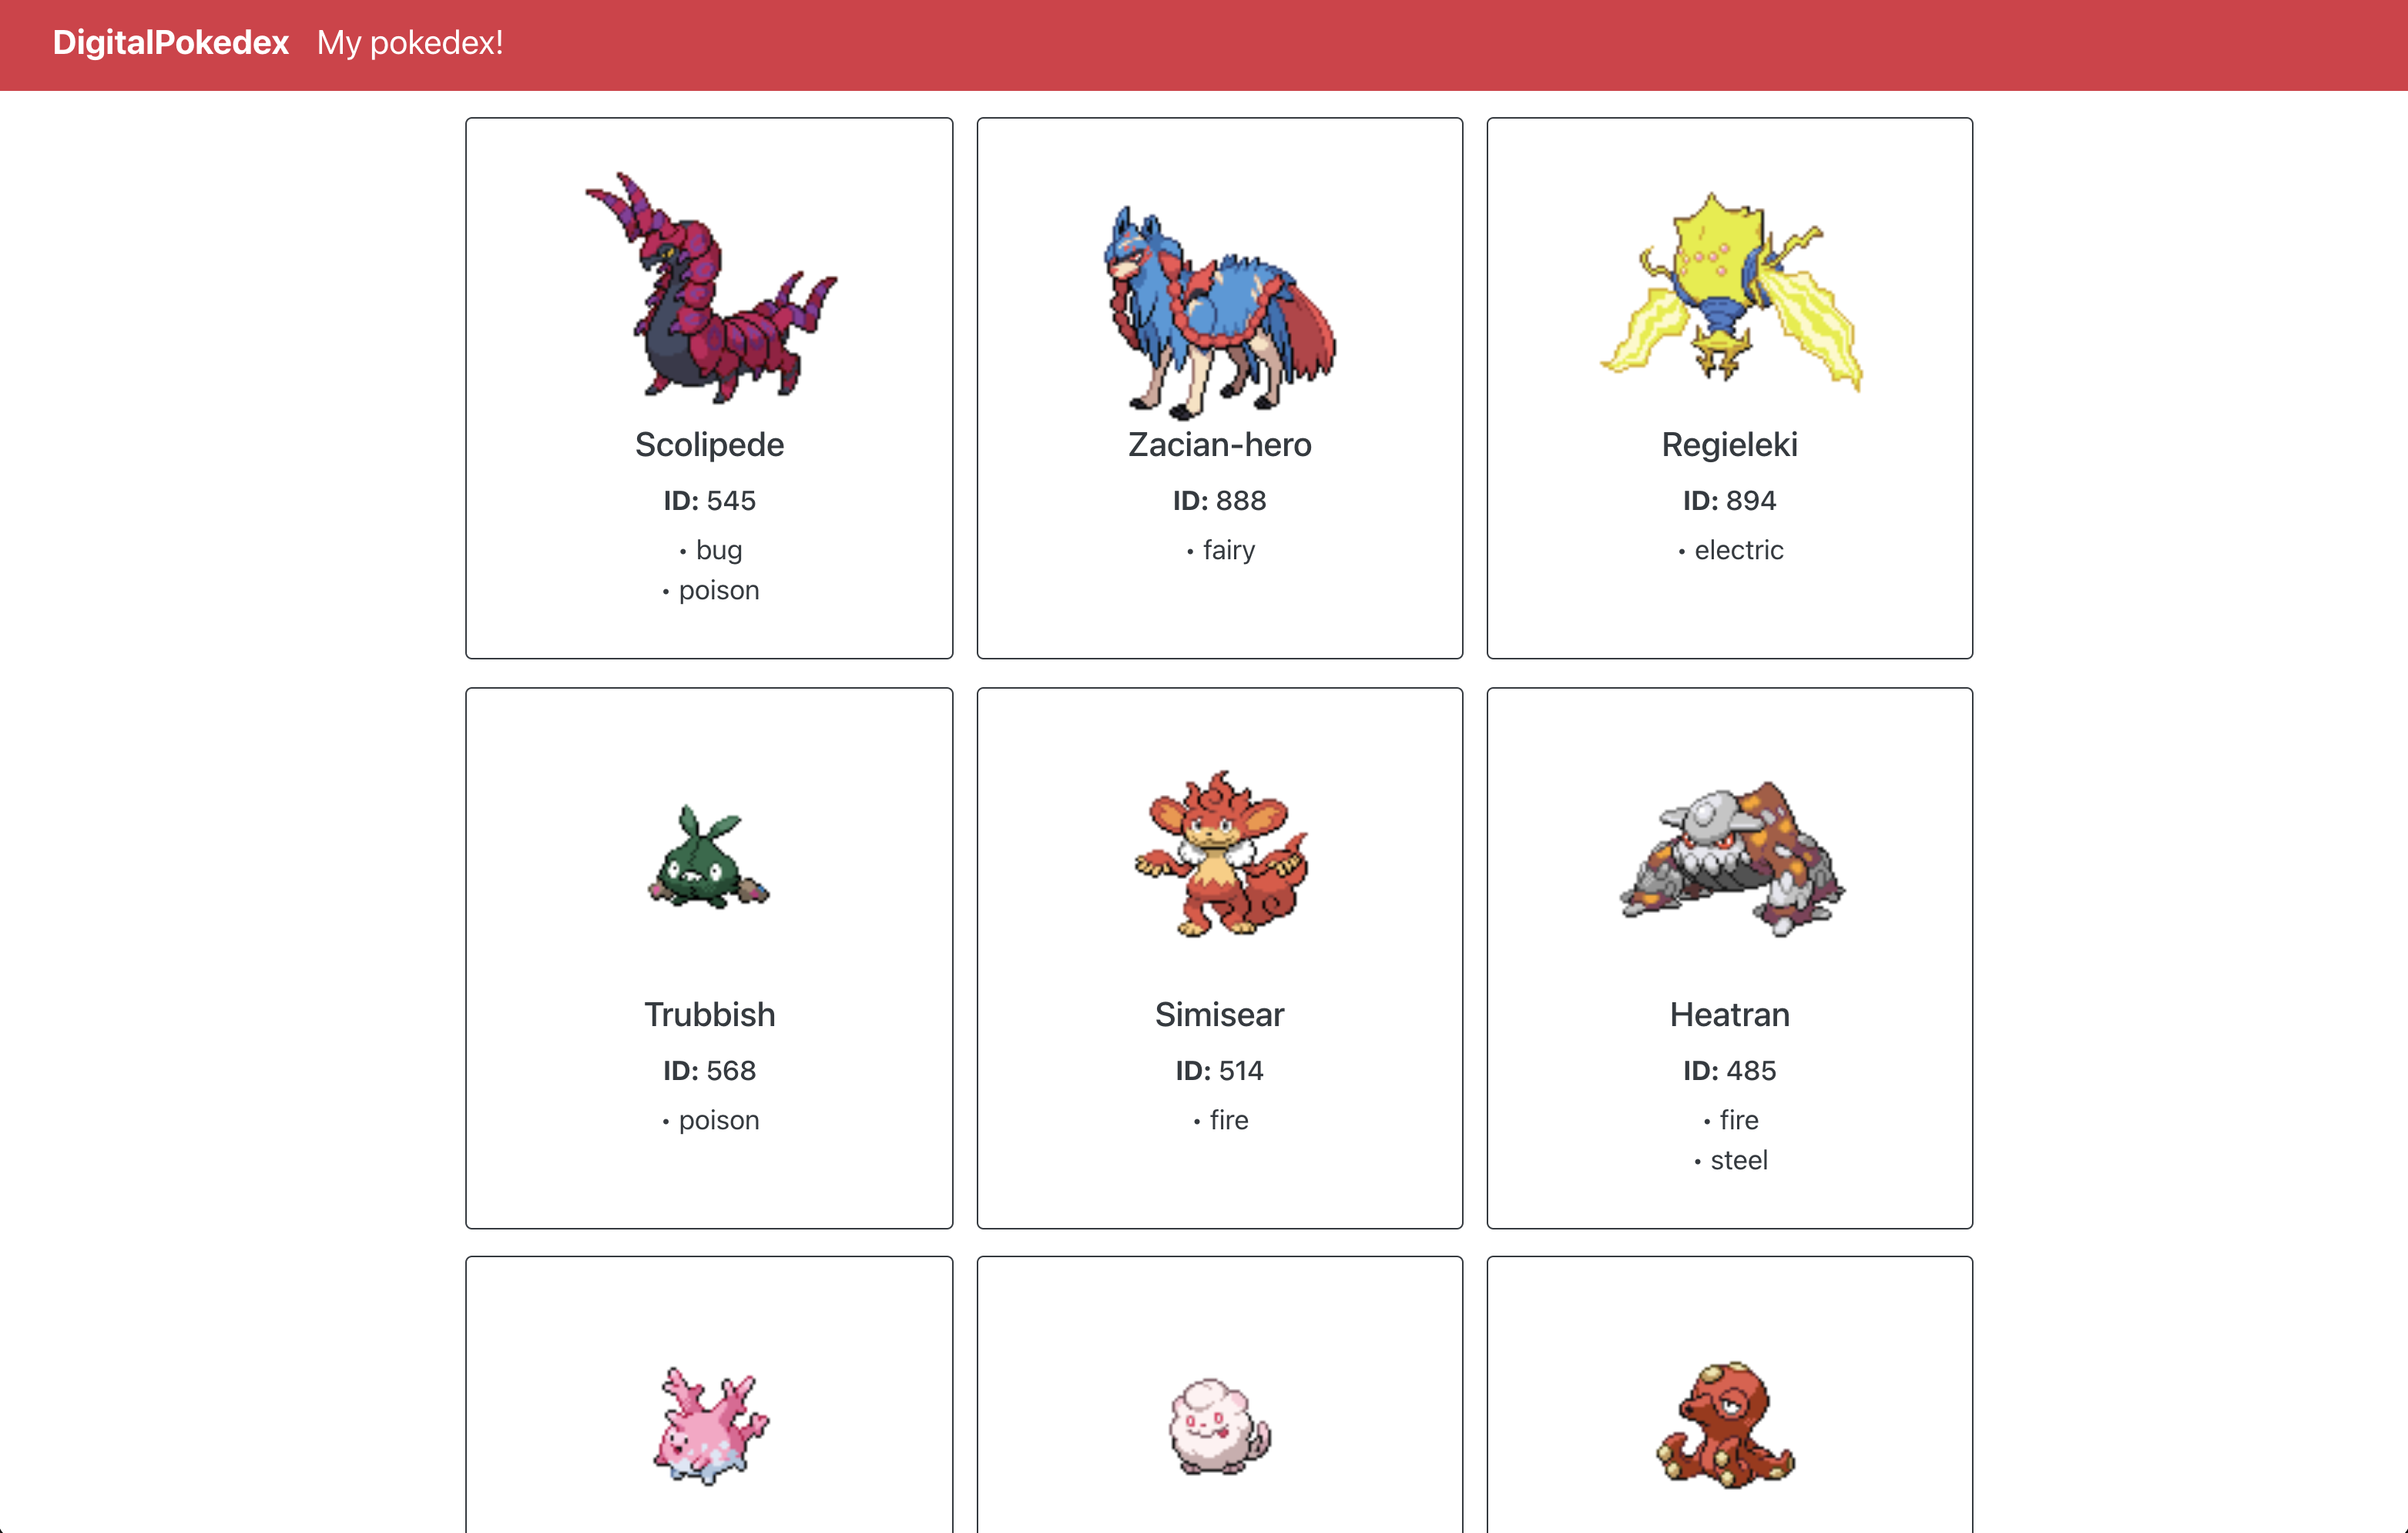 DigitalPokedex My pokedex!
Scolipede
ID: 545
• bug
• poison
Zacian-hero
ID: 888
• fairy
Regieleki
ID: 894
• electric
Trubbish
ID: 568
• poison
Simisear
ID: 514
• fire
Heatran
ID: 485
• fire
• steel